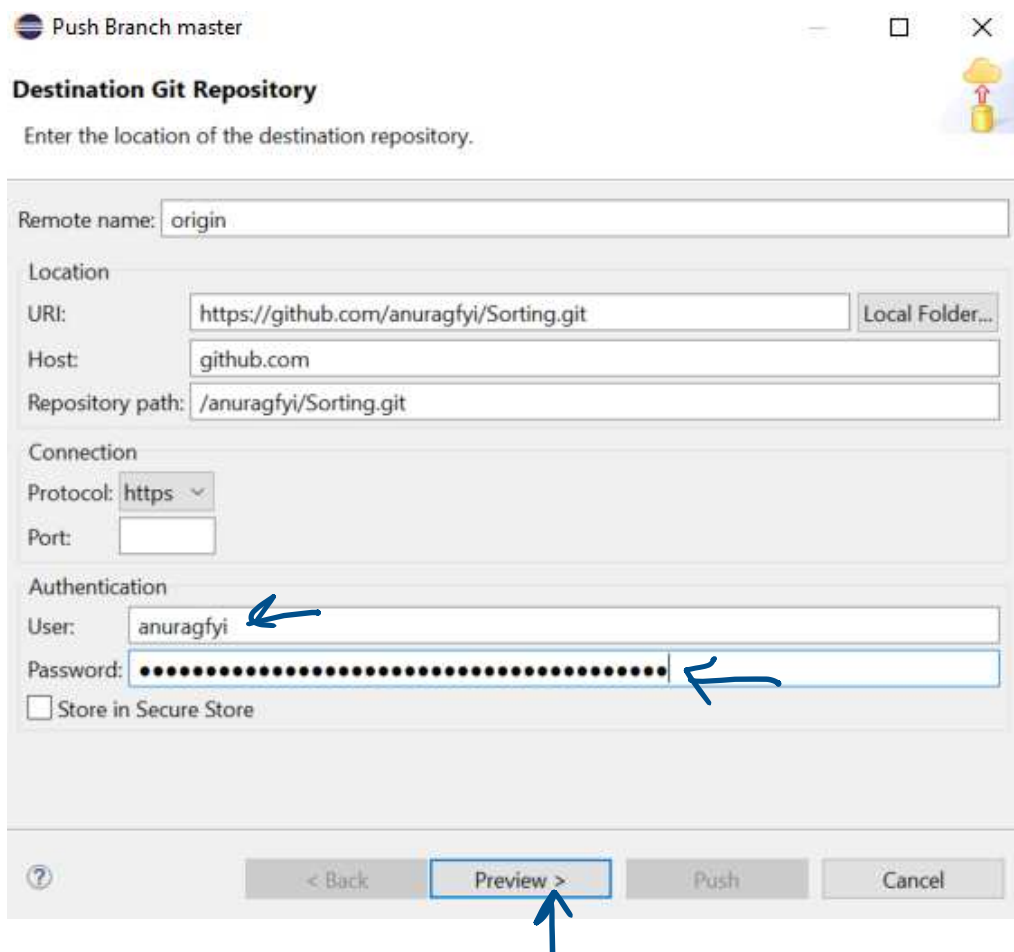 Push Branch master
Destination Git Repository
Enter the location of the destination repository.
Remote name: origin
Location
URI: https://github.com/anuragfyi/Sorting.git Local Folder...
Host: github.com
Repository path: /anuragfyi/Sorting.git
Connection
Protocol: https
Port:
Authentication
User: anuragfyi
Password: ●●●●●●●●●●●●●●●●●●●●●●●●●●●●●●●●●●●●●●●●
Store in Secure Store
? < Back Preview > Push Cancel